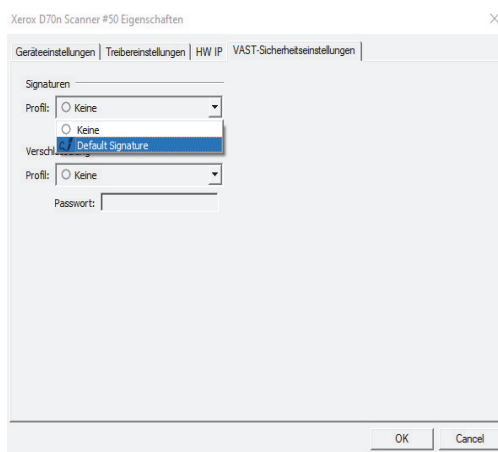 Xerox D70n Scanner #50 Eigenschaften
Geräteeinstellungen Treibereinstellungen HW IP VAST-Sicherheitseinstellungen
Signaturen
Profil: Keine
Keine
Default Signature
Profil: Keine
Passwort:
OK Cancel